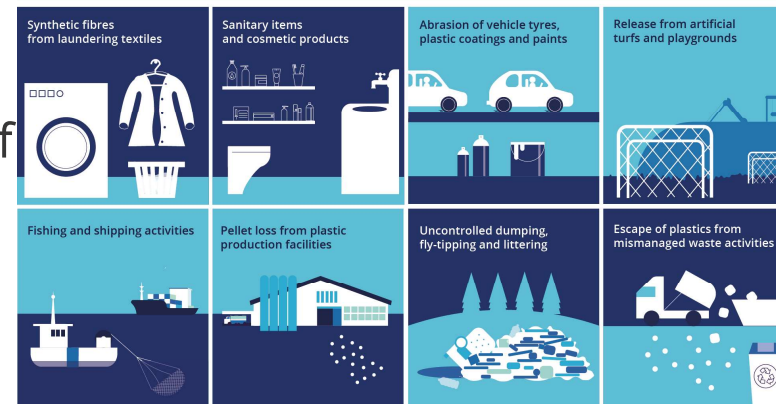 Synthetic fibres
from laundering textiles
Sanitary items
and cosmetic products
Abrasion of vehicle tyres,
plastic coatings and paints
Release from artificial
turfs and playgrounds
f
Fishing and shipping activities
Pellet loss from plastic
production facilities
Uncontrolled dumping,
fly-tipping and littering
Escape of plastics from
mismanaged waste activities